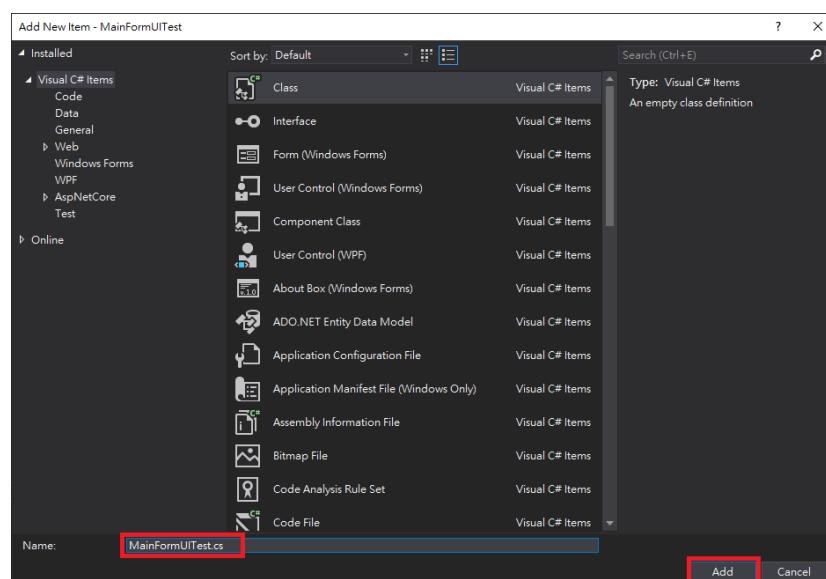 Add New Item - MainFormUITest
? X
Installed
Sort by: Default
Search (Ctrl+E)
Visual C# Items
Code
Data
General
Web
Windows Forms
WPF
AspNetCore
Test
Online
Class Visual C# Items
Interface Visual C# Items
Form (Windows Forms) Visual C# Items
User Control (Windows Forms) Visual C# Items
Component Class Visual C# Items
User Control (WPF) Visual C# Items
About Box (Windows Forms) Visual C# Items
ADO.NET Entity Data Model Visual C# Items
Application Configuration File Visual C# Items
Application Manifest File (Windows Only) Visual C# Items
Assembly Information File Visual C# Items
Bitmap File Visual C# Items
Code Analysis Rule Set Visual C# Items
Code File Visual C# Items
Type: Visual C# Items
An empty class definition
Name: MainFormUITest.cs
Add Cancel